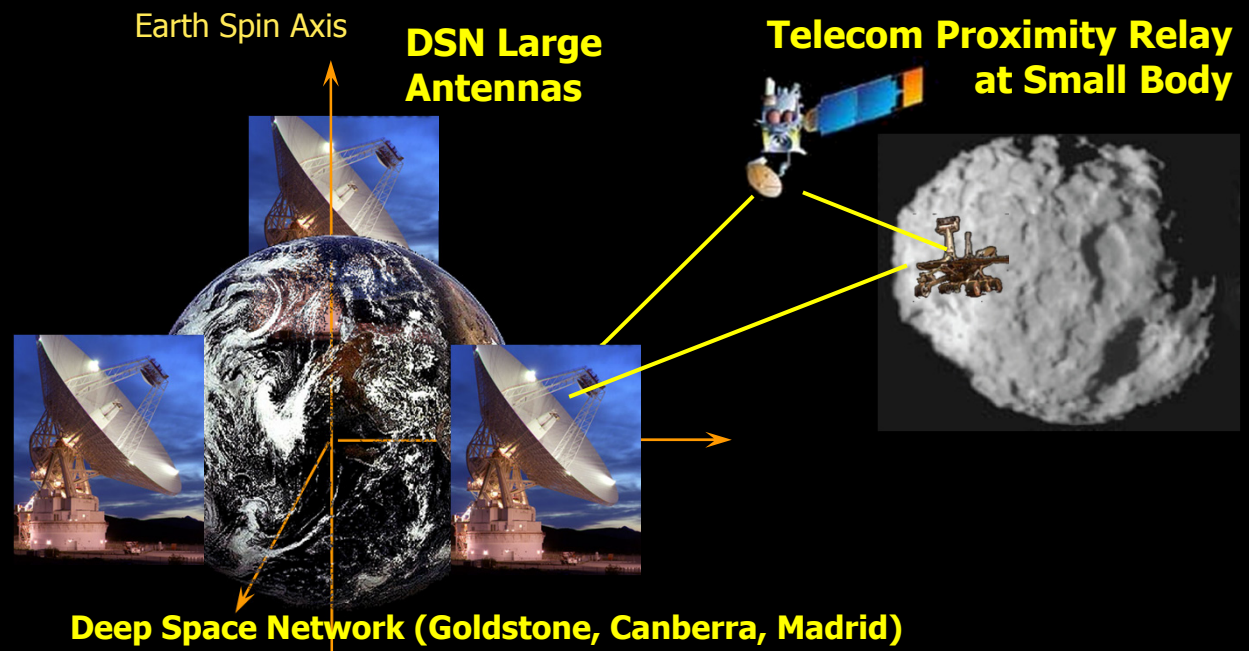 Earth Spin Axis
DSN Large
Antennas
Telecom Proximity Relay
at Small Body
Deep Space Network (Goldstone, Canberra, Madrid)